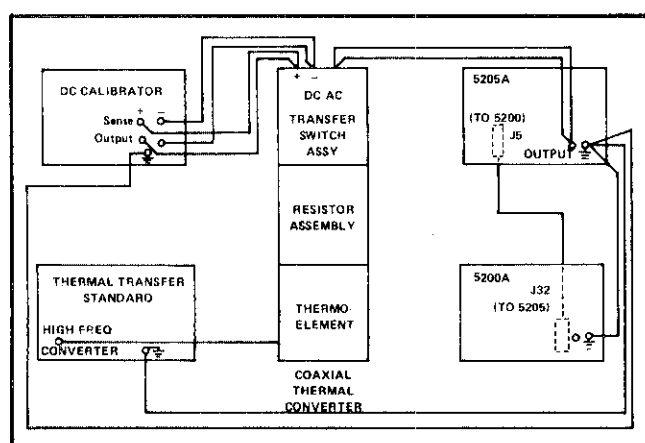 DC CALIBRATOR
+ −
Sense
Output
+ −
DC AC
TRANSFER
SWITCH
ASSY
RESISTOR
ASSEMBLY
THERMO-
ELEMENT
COAXIAL
THERMAL
CONVERTER
5205A
(TO 5200)
J5
OUTPUT
THERMAL TRANSFER
STANDARD
HIGH FREQ
CONVERTER
5200A
J32
(TO 5205)